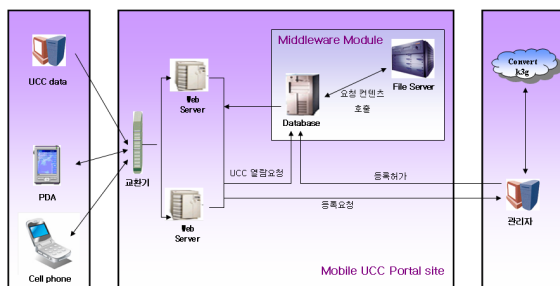 UCC data
PDA
Cell phone
교환기
Web
Server
Web
Server
Middleware Module
Database
File Server
요청 컨텐츠
호출
UCC 열람요청
등록허가
등록요청
Mobile UCC Portal site
Convert
k3g
관리자